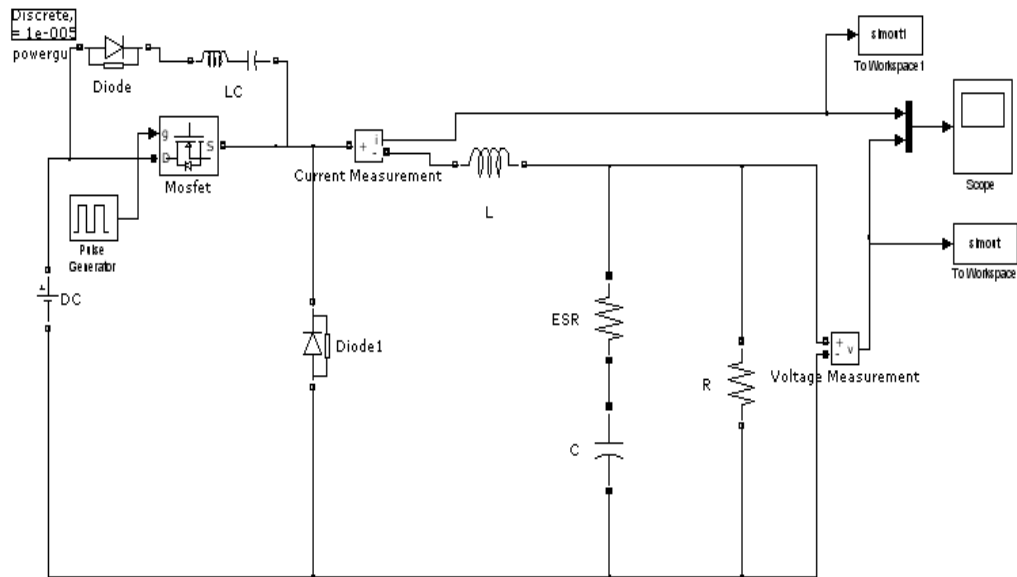 Discrete,
= 1e-005
powergu
Diode
LC
g
D
S
Mosfet
Pulse
Generator
DC
Diode1
+
i
-
Current Measurement
L
ESR
C
R
+
-
v
Voltage Measurement
simout1
To Workspace1
Scope
simout
To Workspace